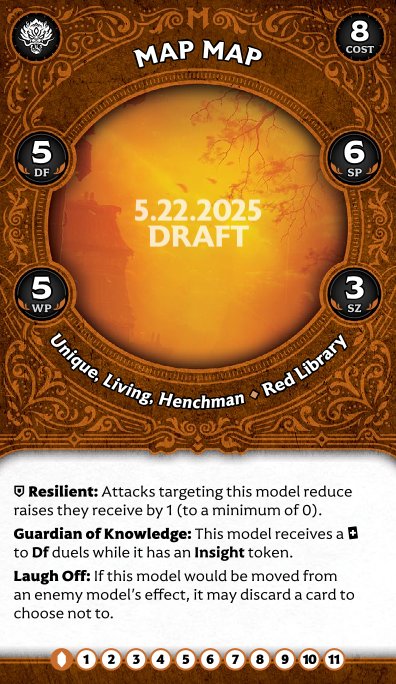 MAP MAP
8
COST
5
DF
6
SP
5.22.2025
DRAFT
5
WP
3
SZ
Unique, Living, Henchman ◆ Red Library
Resilient: Attacks targeting this model reduce
raises they receive by 1 (to a minimum of 0).
Guardian of Knowledge: This model receives a
to Df duels while it has an Insight token.
Laugh Off: If this model would be moved from
an enemy model's effect, it may discard a card to
choose not to.
1 2 3 4 5 6 7 8 9 10 11